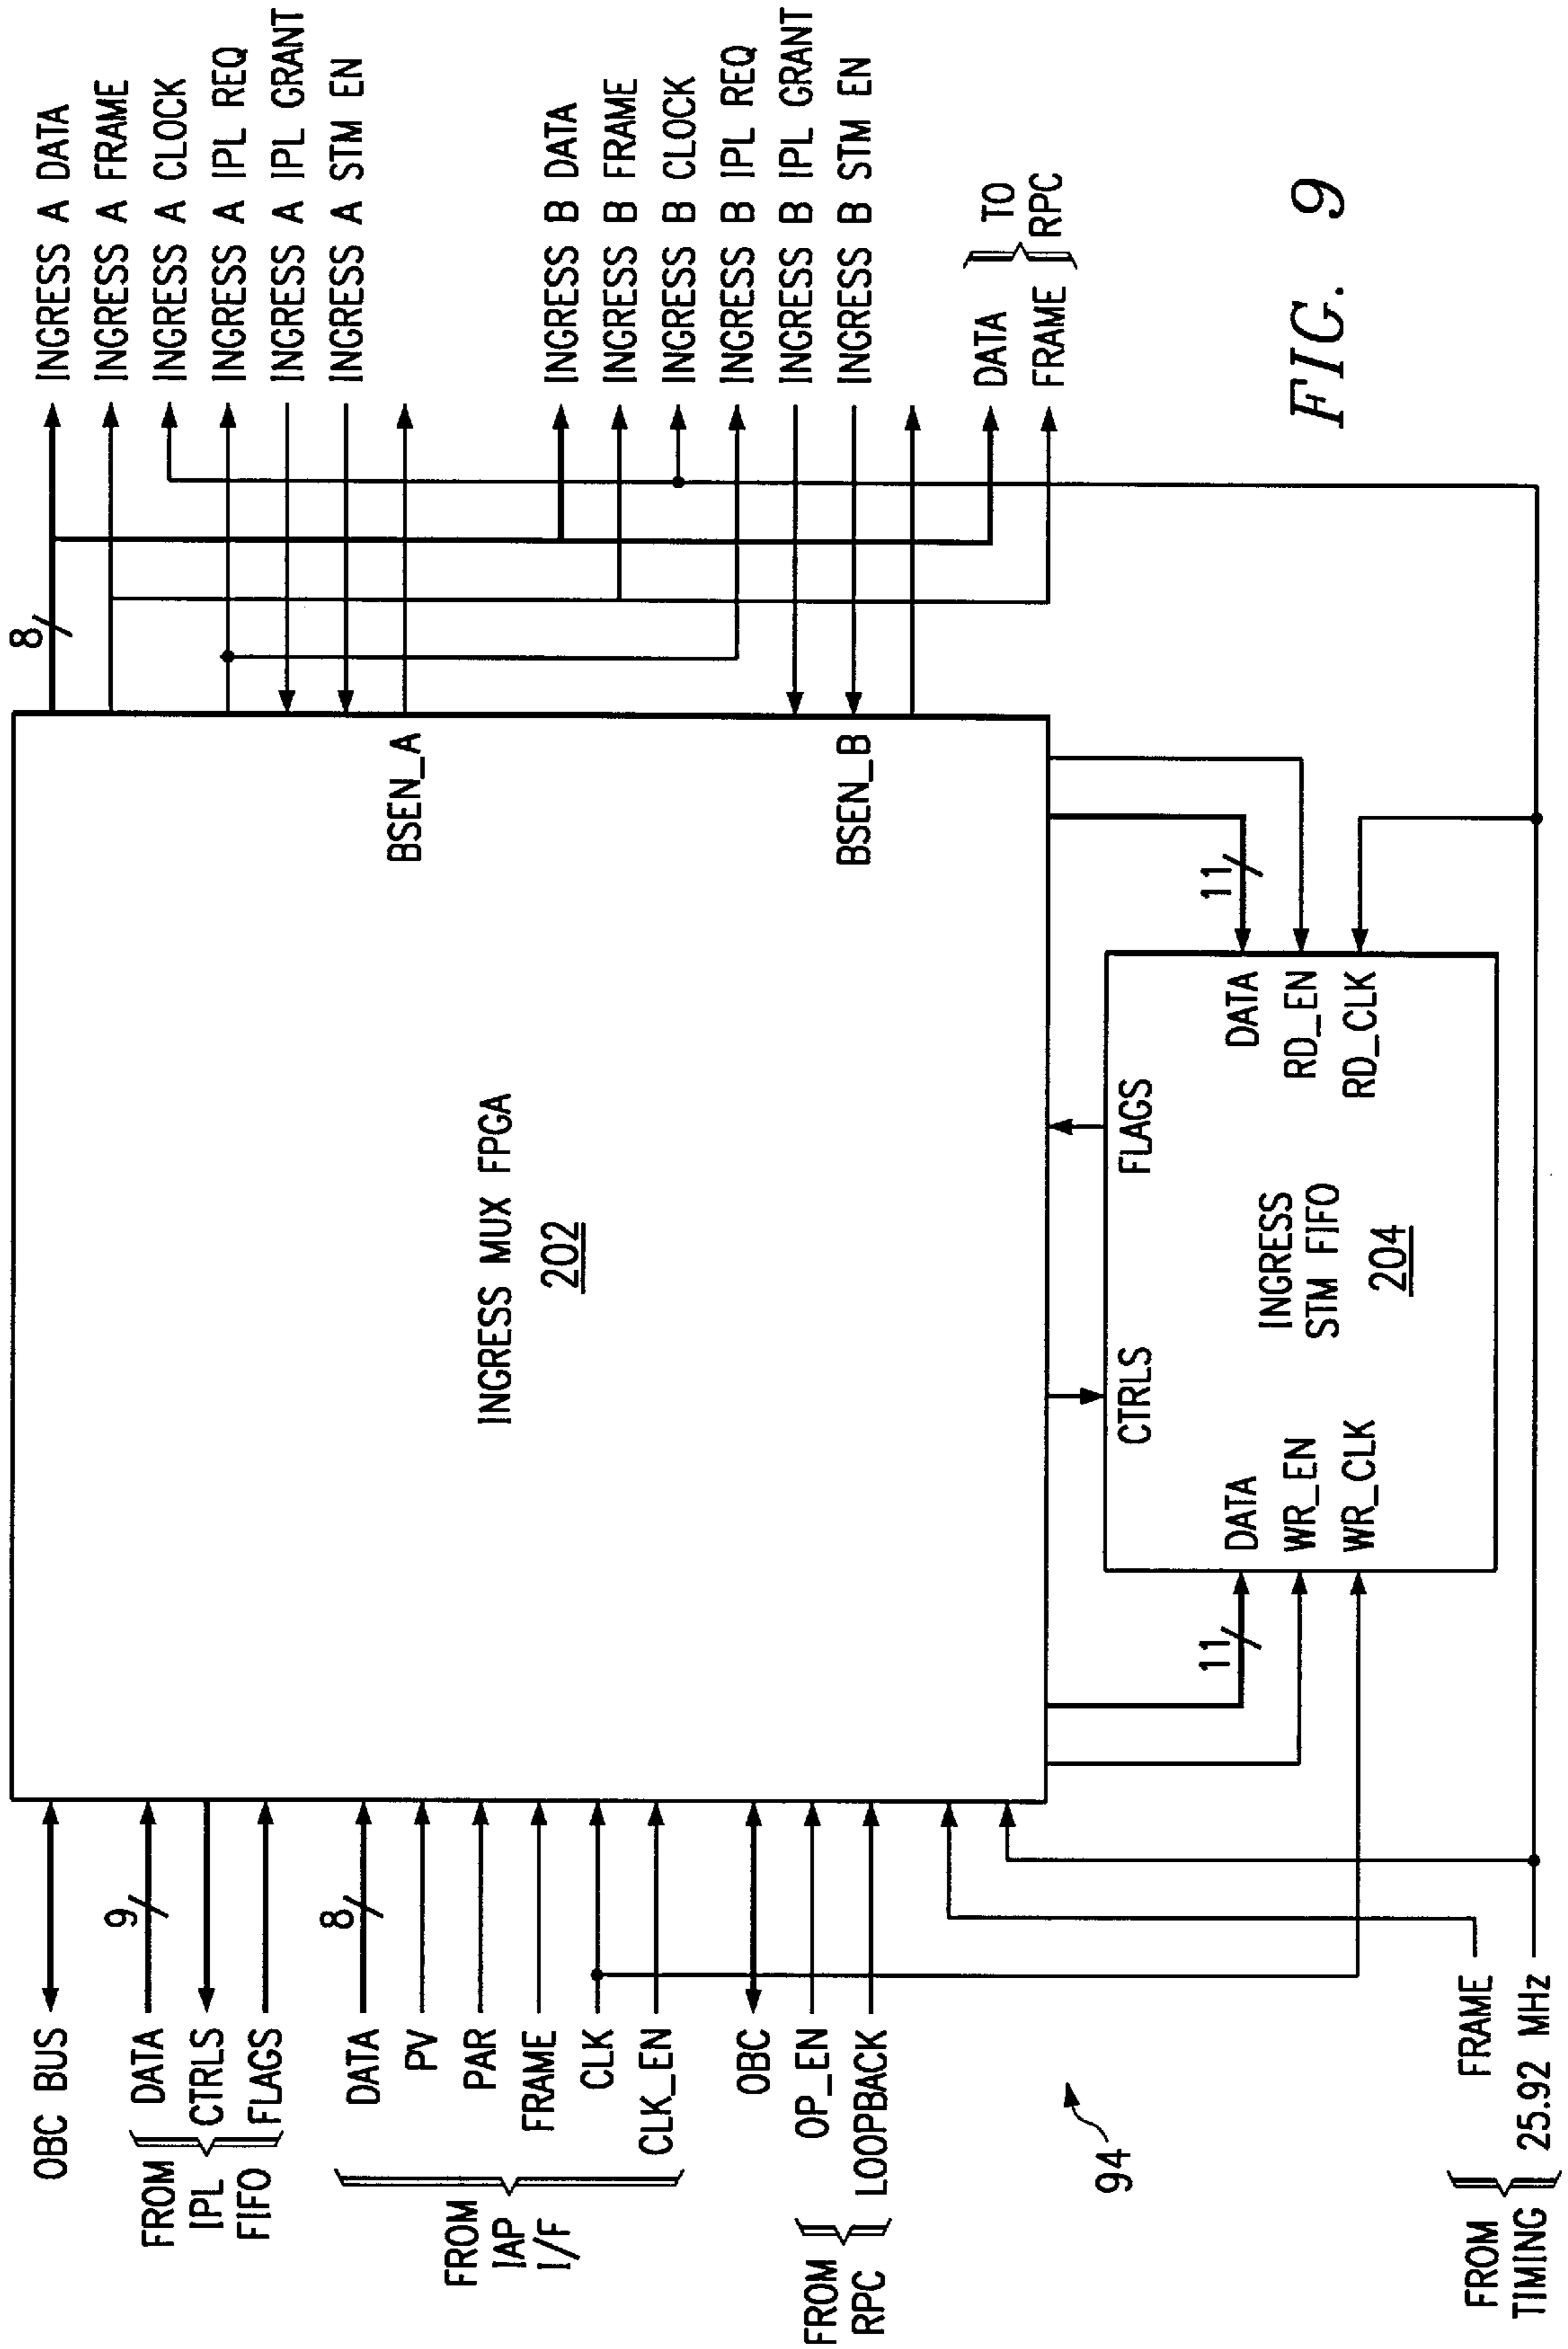 OBC BUS
FROM
IPL
FIFO
DATA
9
CTRLS
FLAGS
FROM
IAP
I/F
DATA
8
PV
PAR
FRAME
CLK
CLK_EN
OBC
FROM
RPC
OP_EN
LOOPBACK
94
FROM
TIMING
FRAME
25.92 MHz
INGRESS MUX FPGA
202
BSEN_A
BSEN_B
11
DATA
WR_EN
WR_CLK
CTRLS
FLAGS
INGRESS
STM FIFO
204
DATA
RD_EN
RD_CLK
11
8
INGRESS A DATA
INGRESS A FRAME
INGRESS A CLOCK
INGRESS A IPL REQ
INGRESS A IPL GRANT
INGRESS A STM EN
INGRESS B DATA
INGRESS B FRAME
INGRESS B CLOCK
INGRESS B IPL REQ
INGRESS B IPL GRANT
INGRESS B STM EN
DATA
FRAME
TO
RPC
FIG. 9